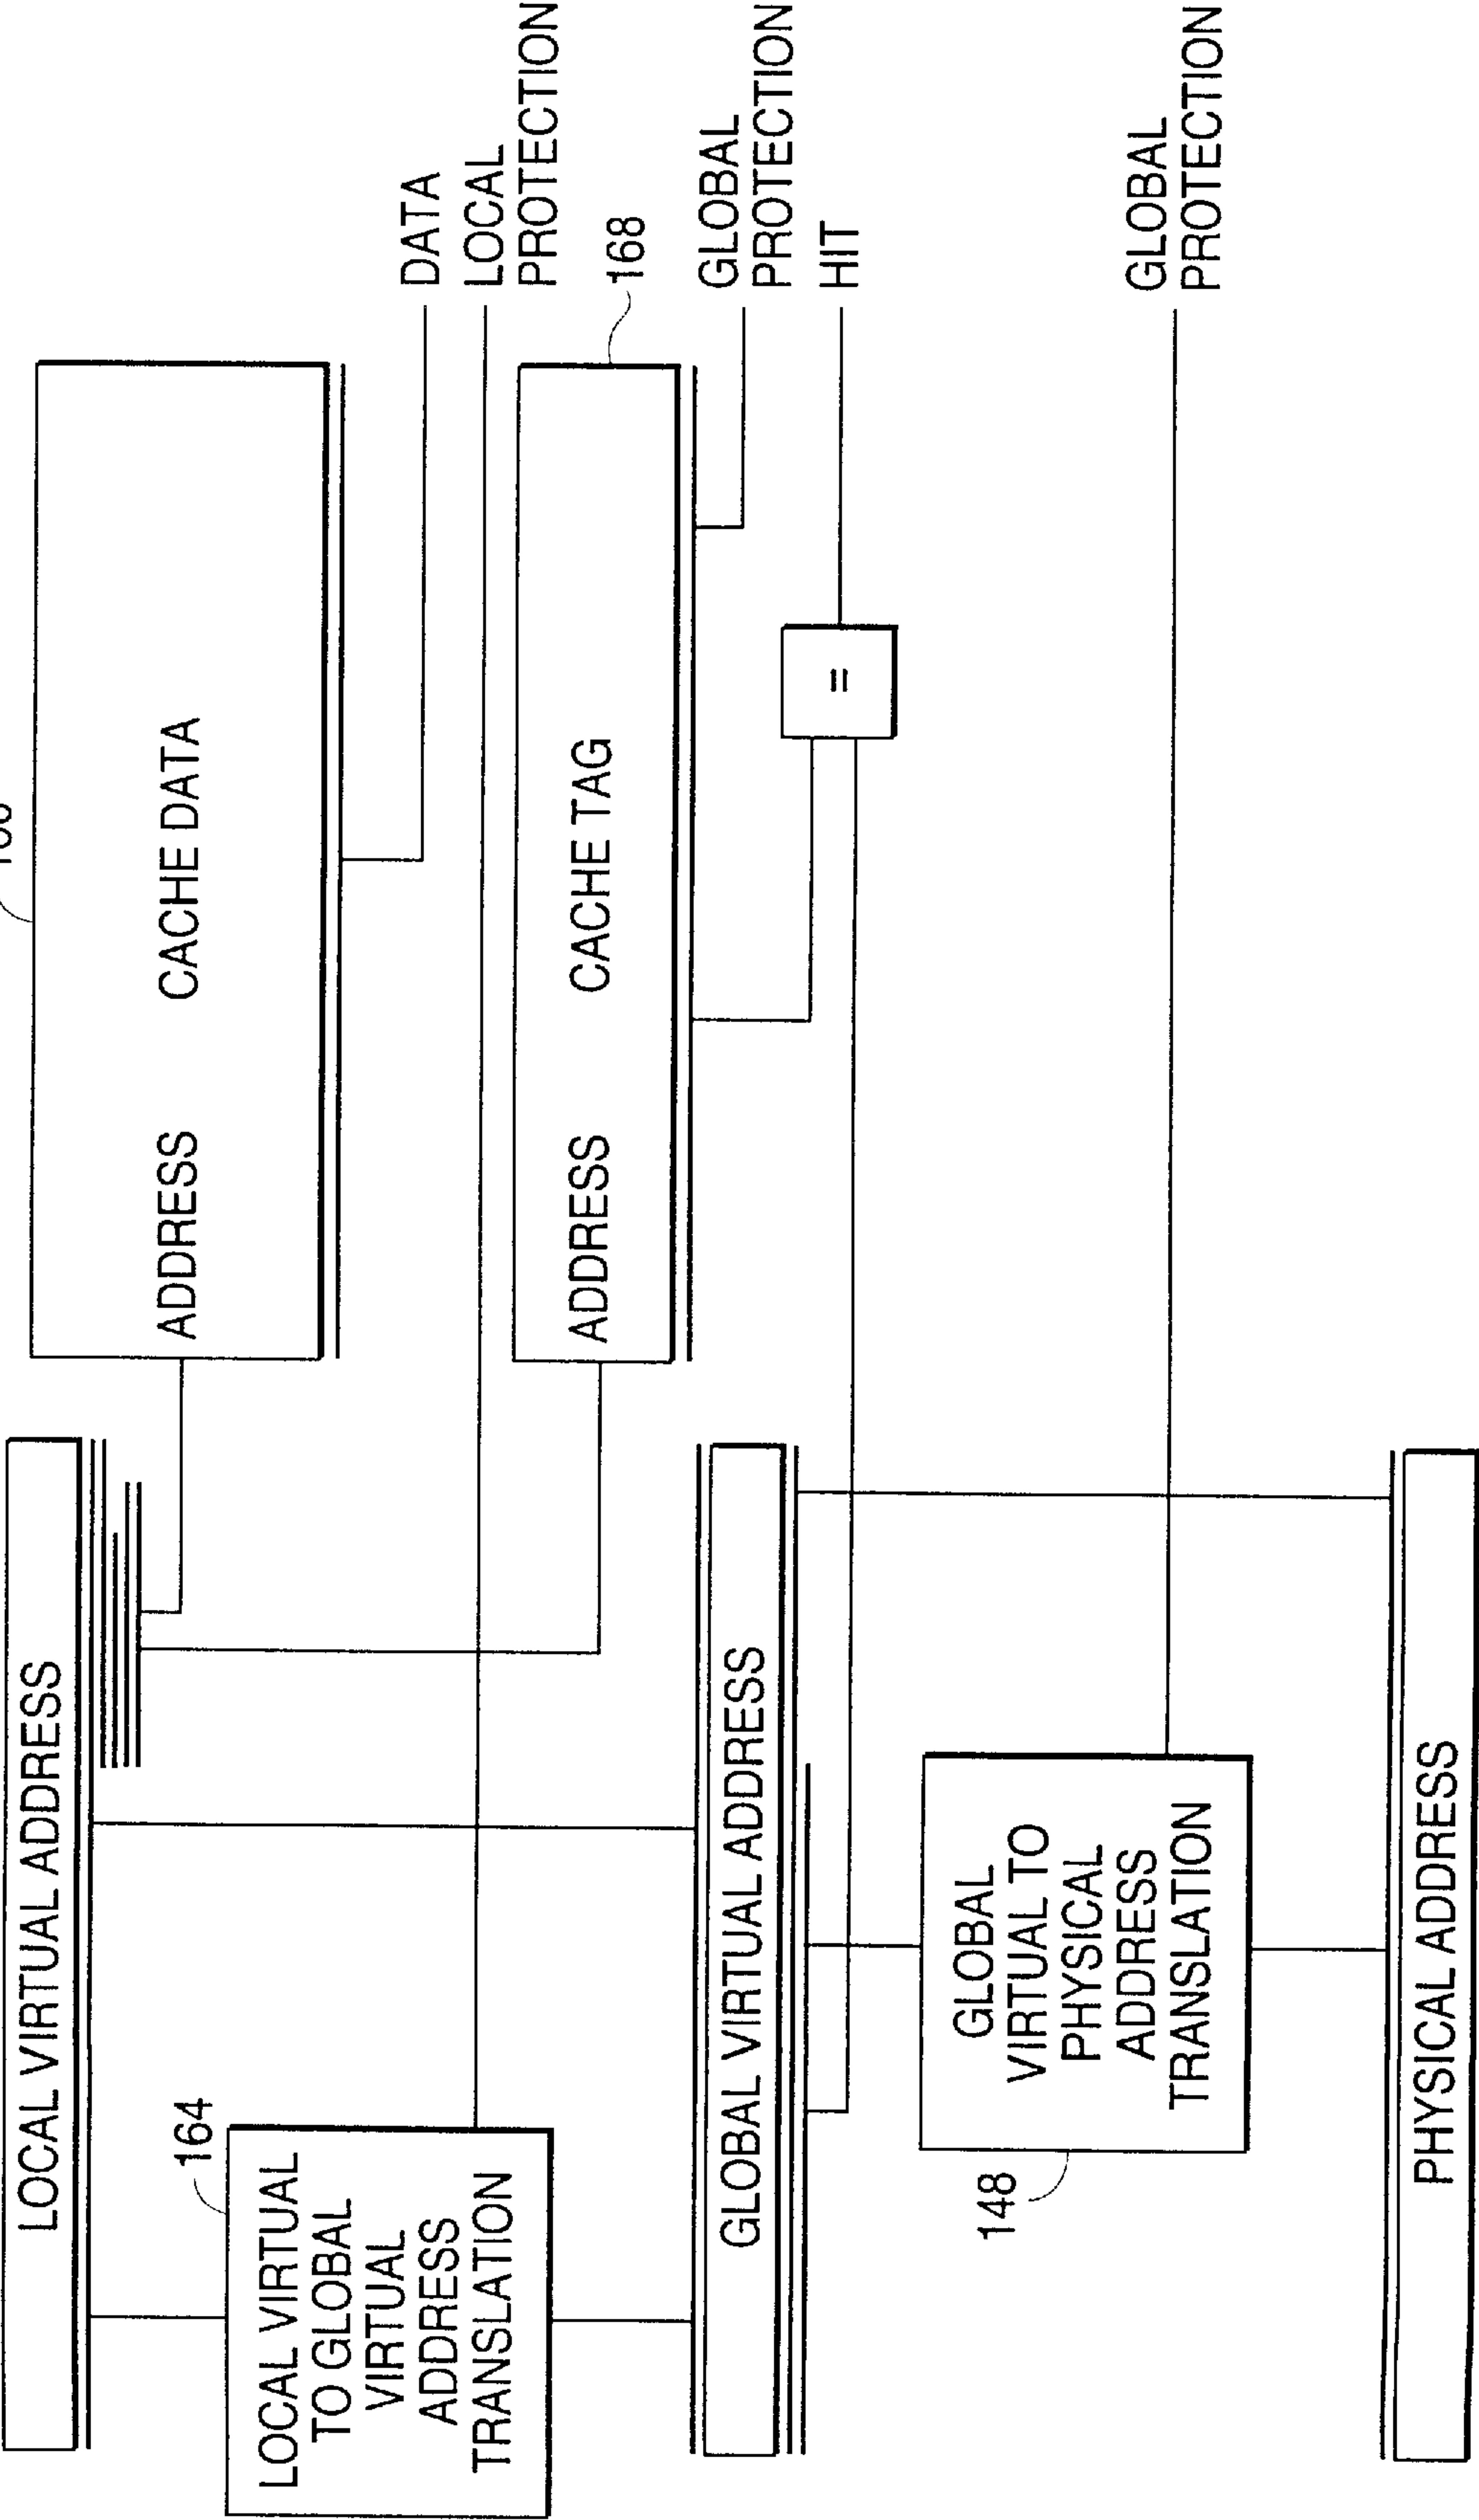 LOCAL VIRTUAL ADDRESS
164
LOCAL VIRTUAL
TO GLOBAL
VIRTUAL
ADDRESS
TRANSLATION
ADDRESS CACHE DATA
DATA
LOCAL
PROTECTION
ADDRESS CACHE TAG
168
GLOBAL
PROTECTION
HIT
=
GLOBAL VIRTUAL ADDRESS
148
GLOBAL
VIRTUAL TO
PHYSICAL
ADDRESS
TRANSLATION
GLOBAL
PROTECTION
PHYSICAL ADDRESS